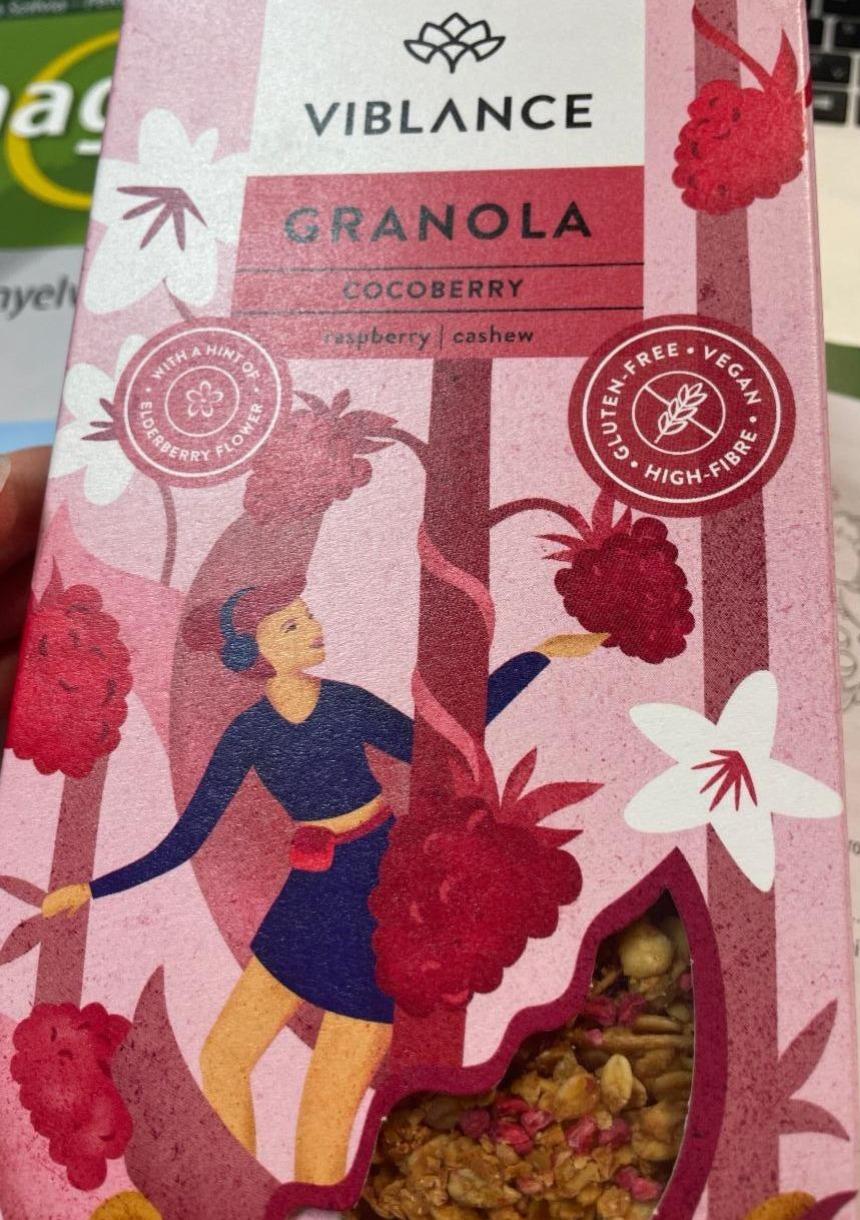 VIBLANCE
GRANOLA
COCOBERRY
raspberry | cashew
• WITH A HINT OF •
ELDERBERRY FLOWER
GLUTEN-FREE • VEGAN
• HIGH-FIBRE •